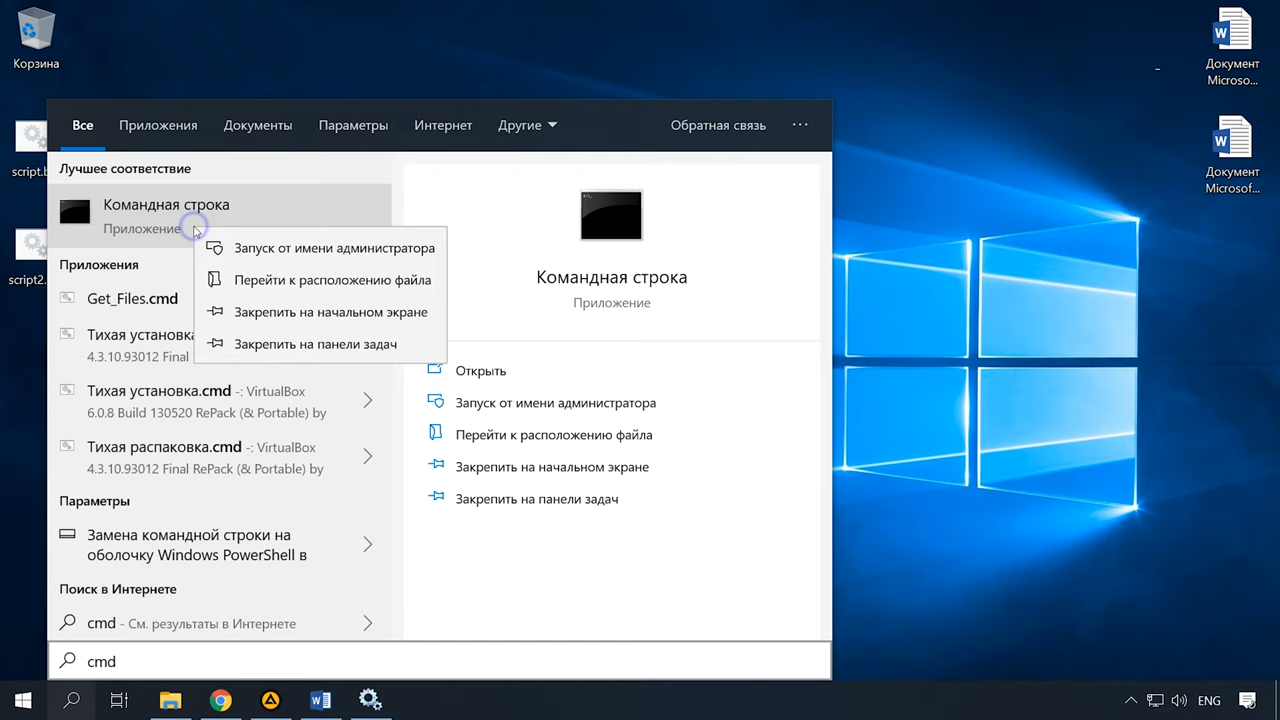 Корзина
Документ
Microso...
Все
Приложения
Документы
Параметры
Интернет
Другие
Обратная связь
...
Документ
Microsof...
script.b
script2.
Лучшее соответствие
Командная строка
Приложение
Запуск от имени администратора
Перейти к расположению файла
Закрепить на начальном экране
Закрепить на панели задач
Приложения
Get_Files.cmd
Тихая установка
4.3.10.93012 Final
Тихая установка.cmd -: VirtualBox
6.0.8 Build 130520 RePack (& Portable) by
Тихая распаковка.cmd -: VirtualBox
4.3.10.93012 Final RePack (& Portable) by
Параметры
Замена командной строки на
оболочку Windows PowerShell в
Поиск в Интернете
cmd - См. результаты в Интернете
Командная строка
Приложение
Открыть
Запуск от имени администратора
Перейти к расположению файла
Закрепить на начальном экране
Закрепить на панели задач
cmd
ENG